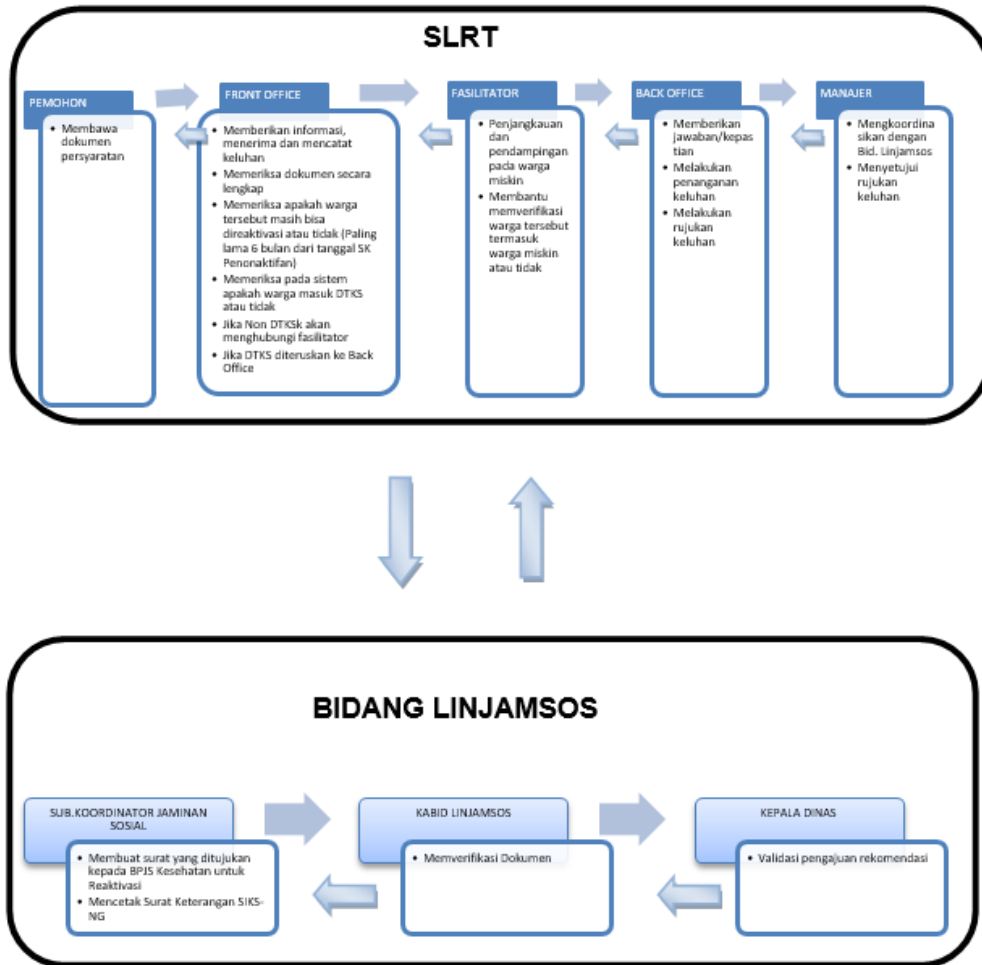 SLRT
PEMOHON
• Membawa
dokumen
persyaratan
FRONT OFFICE
• Memberikan informasi,
menerima dan mencatat
keluhan
• Memeriksa dokumen secara
lengkap
• Memeriksa apakah warga
tersebut masih bisa
direaktivasi atau tidak (Paling
lama 6 bulan dari tanggal SK
Penonaktifan)
• Memeriksa pada sistem
apakah warga masuk DTKS
atau tidak
• Jika Non DTKSk akan
menghubungi fasilitator
• Jika DTKS diteruskan ke Back
Office
FASILITATOR
• Penjangkauan
dan
pendampingan
pada warga
miskin
• Membantu
memverifikasi
warga tersebut
termasuk
warga miskin
atau tidak
BACK OFFICE
• Memberikan
jawaban/kepas
tian
• Melakukan
penanganan
keluhan
• Melakukan
rujukan
keluhan
MANAJER
• Mengkoordina
sikan dengan
Bid. Linjamsos
• Menyetujui
rujukan
keluhan
BIDANG LINJAMSOS
SUB.KOORDINATOR JAMINAN
SOSIAL
• Membuat surat yang ditujukan
kepada BPJS Kesehatan untuk
Reaktivasi
• Mencetak Surat Keterangan SIKS-
NG
KABID LINJAMSOS
• Memverifikasi Dokumen
KEPALA DINAS
• Validasi pengajuan rekomendasi